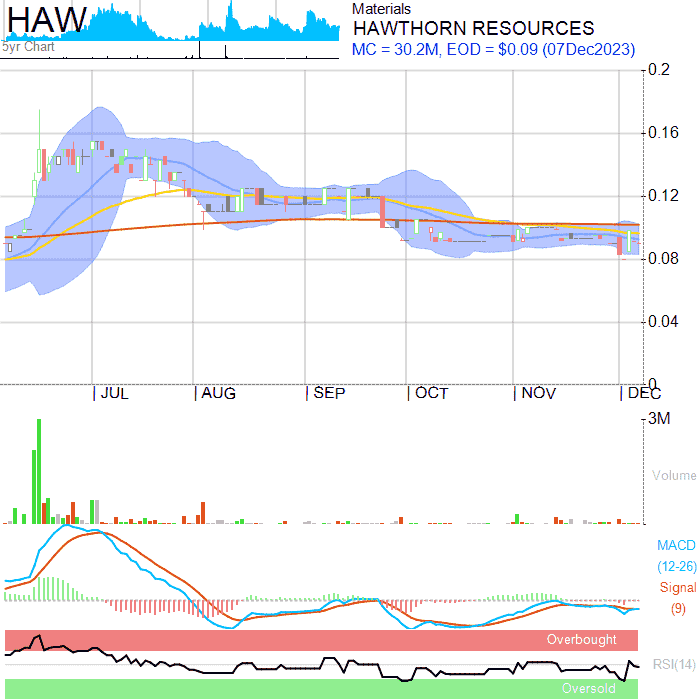 HAW
5yr Chart
Materials
HAWTHORN RESOURCES
MC = 30.2M, EOD = $0.09 (07Dec2023)
0.2
0.16
0.12
0.08
0.04
0
JUL
AUG
SEP
OCT
NOV
DEC
3M
Volume
MACD
(12-26)
Signal
(9)
Overbought
RSI(14)
Oversold